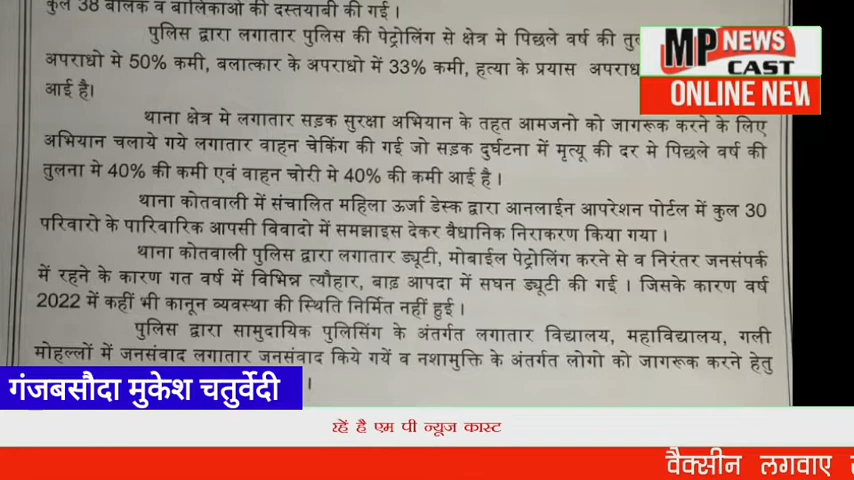 कुल 38 बालक व बालिकाओ की दस्तयाबी की गई ।
पुलिस द्वारा लगातार पुलिस की पेट्रोलिंग से क्षेत्र मे पिछले वर्ष की
अपराधो मे 50% कमी, बलात्कार के अपराधो में 33% कमी, हत्या के प्रयास
आई है।
थाना क्षेत्र मे लगातार सड़क सुरक्षा अभियान के तहत आमजनो को जागरूक करने के लिए
अभियान चलाये गये लगातार वाहन चेकिंग की गई जो सड़क दुर्घटना में मृत्यू की दर मे पिछले वर्ष की
तुलना मे 40% की कमी एवं वाहन चोरी मे 40% की कमी आई है ।
थाना कोतवाली में संचालित महिला ऊर्जा डेस्क द्वारा आनलाईन आपरेशन पोर्टल में कुल 30
परिवारो के पारिवारिक आपसी विवादो में समझाइस देकर वैधानिक निराकरण किया गया ।
थाना कोतवाली पुलिस द्वारा लगातार ड्यूटी, मोबाईल पेट्रोलिंग करने से व निरंतर जनसंपर्क
में रहने के कारण गत वर्ष में विभिन्न त्यौहार, बाढ़ आपदा में सघन ड्यूटी की गई । जिसके कारण वर्ष
2022 में कहीं भी कानून व्यवस्था की स्थिति निर्मित नहीं हुई ।
पुलिस द्वारा सामुदायिक पुलिसिंग के अंतर्गत लगातार विद्यालय, महाविद्यालय, गली
मोहल्लों में जनसंवाद लगातार जनसंवाद किये गयें व नशामुक्ति के अंतर्गत लोगो को जागरूक करने हेतु
।
MP NEWS
CAST
ONLINE NEW
गंजबसौदा मुकेश चतुर्वेदी
रहें है एम पी न्यूज कास्ट
वैक्सीन लगवाए